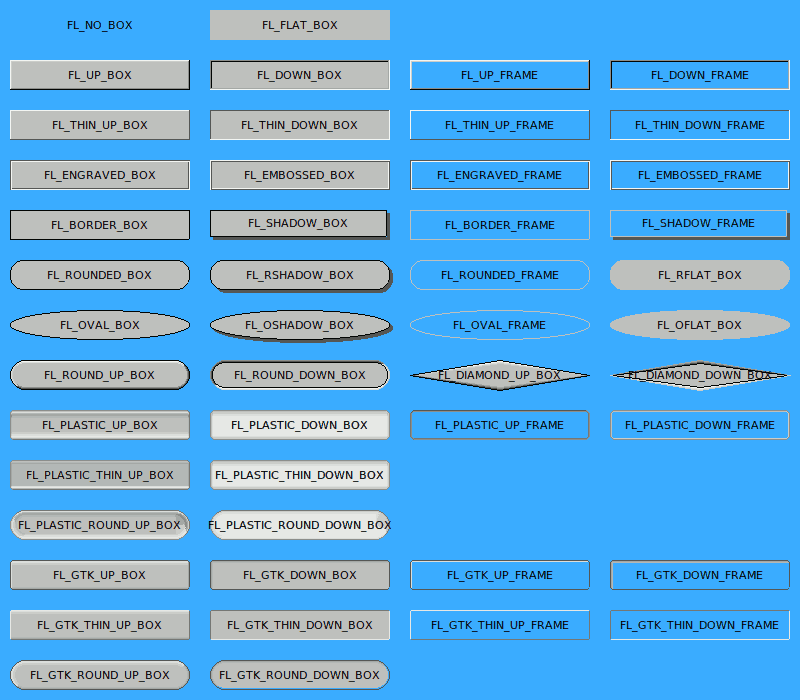 FL_NO_BOX FL_FLAT_BOX
FL_UP_BOX FL_DOWN_BOX FL_UP_FRAME FL_DOWN_FRAME
FL_THIN_UP_BOX FL_THIN_DOWN_BOX FL_THIN_UP_FRAME FL_THIN_DOWN_FRAME
FL_ENGRAVED_BOX FL_EMBOSSED_BOX FL_ENGRAVED_FRAME FL_EMBOSSED_FRAME
FL_BORDER_BOX FL_SHADOW_BOX FL_BORDER_FRAME FL_SHADOW_FRAME
FL_ROUNDED_BOX FL_RSHADOW_BOX FL_ROUNDED_FRAME FL_RFLAT_BOX
FL_OVAL_BOX FL_OSHADOW_BOX FL_OVAL_FRAME FL_OFLAT_BOX
FL_ROUND_UP_BOX FL_ROUND_DOWN_BOX FL_DIAMOND_UP_BOX FL_DIAMOND_DOWN_BOX
FL_PLASTIC_UP_BOX FL_PLASTIC_DOWN_BOX FL_PLASTIC_UP_FRAME FL_PLASTIC_DOWN_FRAME
FL_PLASTIC_THIN_UP_BOX FL_PLASTIC_THIN_DOWN_BOX
FL_PLASTIC_ROUND_UP_BOX FL_PLASTIC_ROUND_DOWN_BOX
FL_GTK_UP_BOX FL_GTK_DOWN_BOX FL_GTK_UP_FRAME FL_GTK_DOWN_FRAME
FL_GTK_THIN_UP_BOX FL_GTK_THIN_DOWN_BOX FL_GTK_THIN_UP_FRAME FL_GTK_THIN_DOWN_FRAME
FL_GTK_ROUND_UP_BOX FL_GTK_ROUND_DOWN_BOX